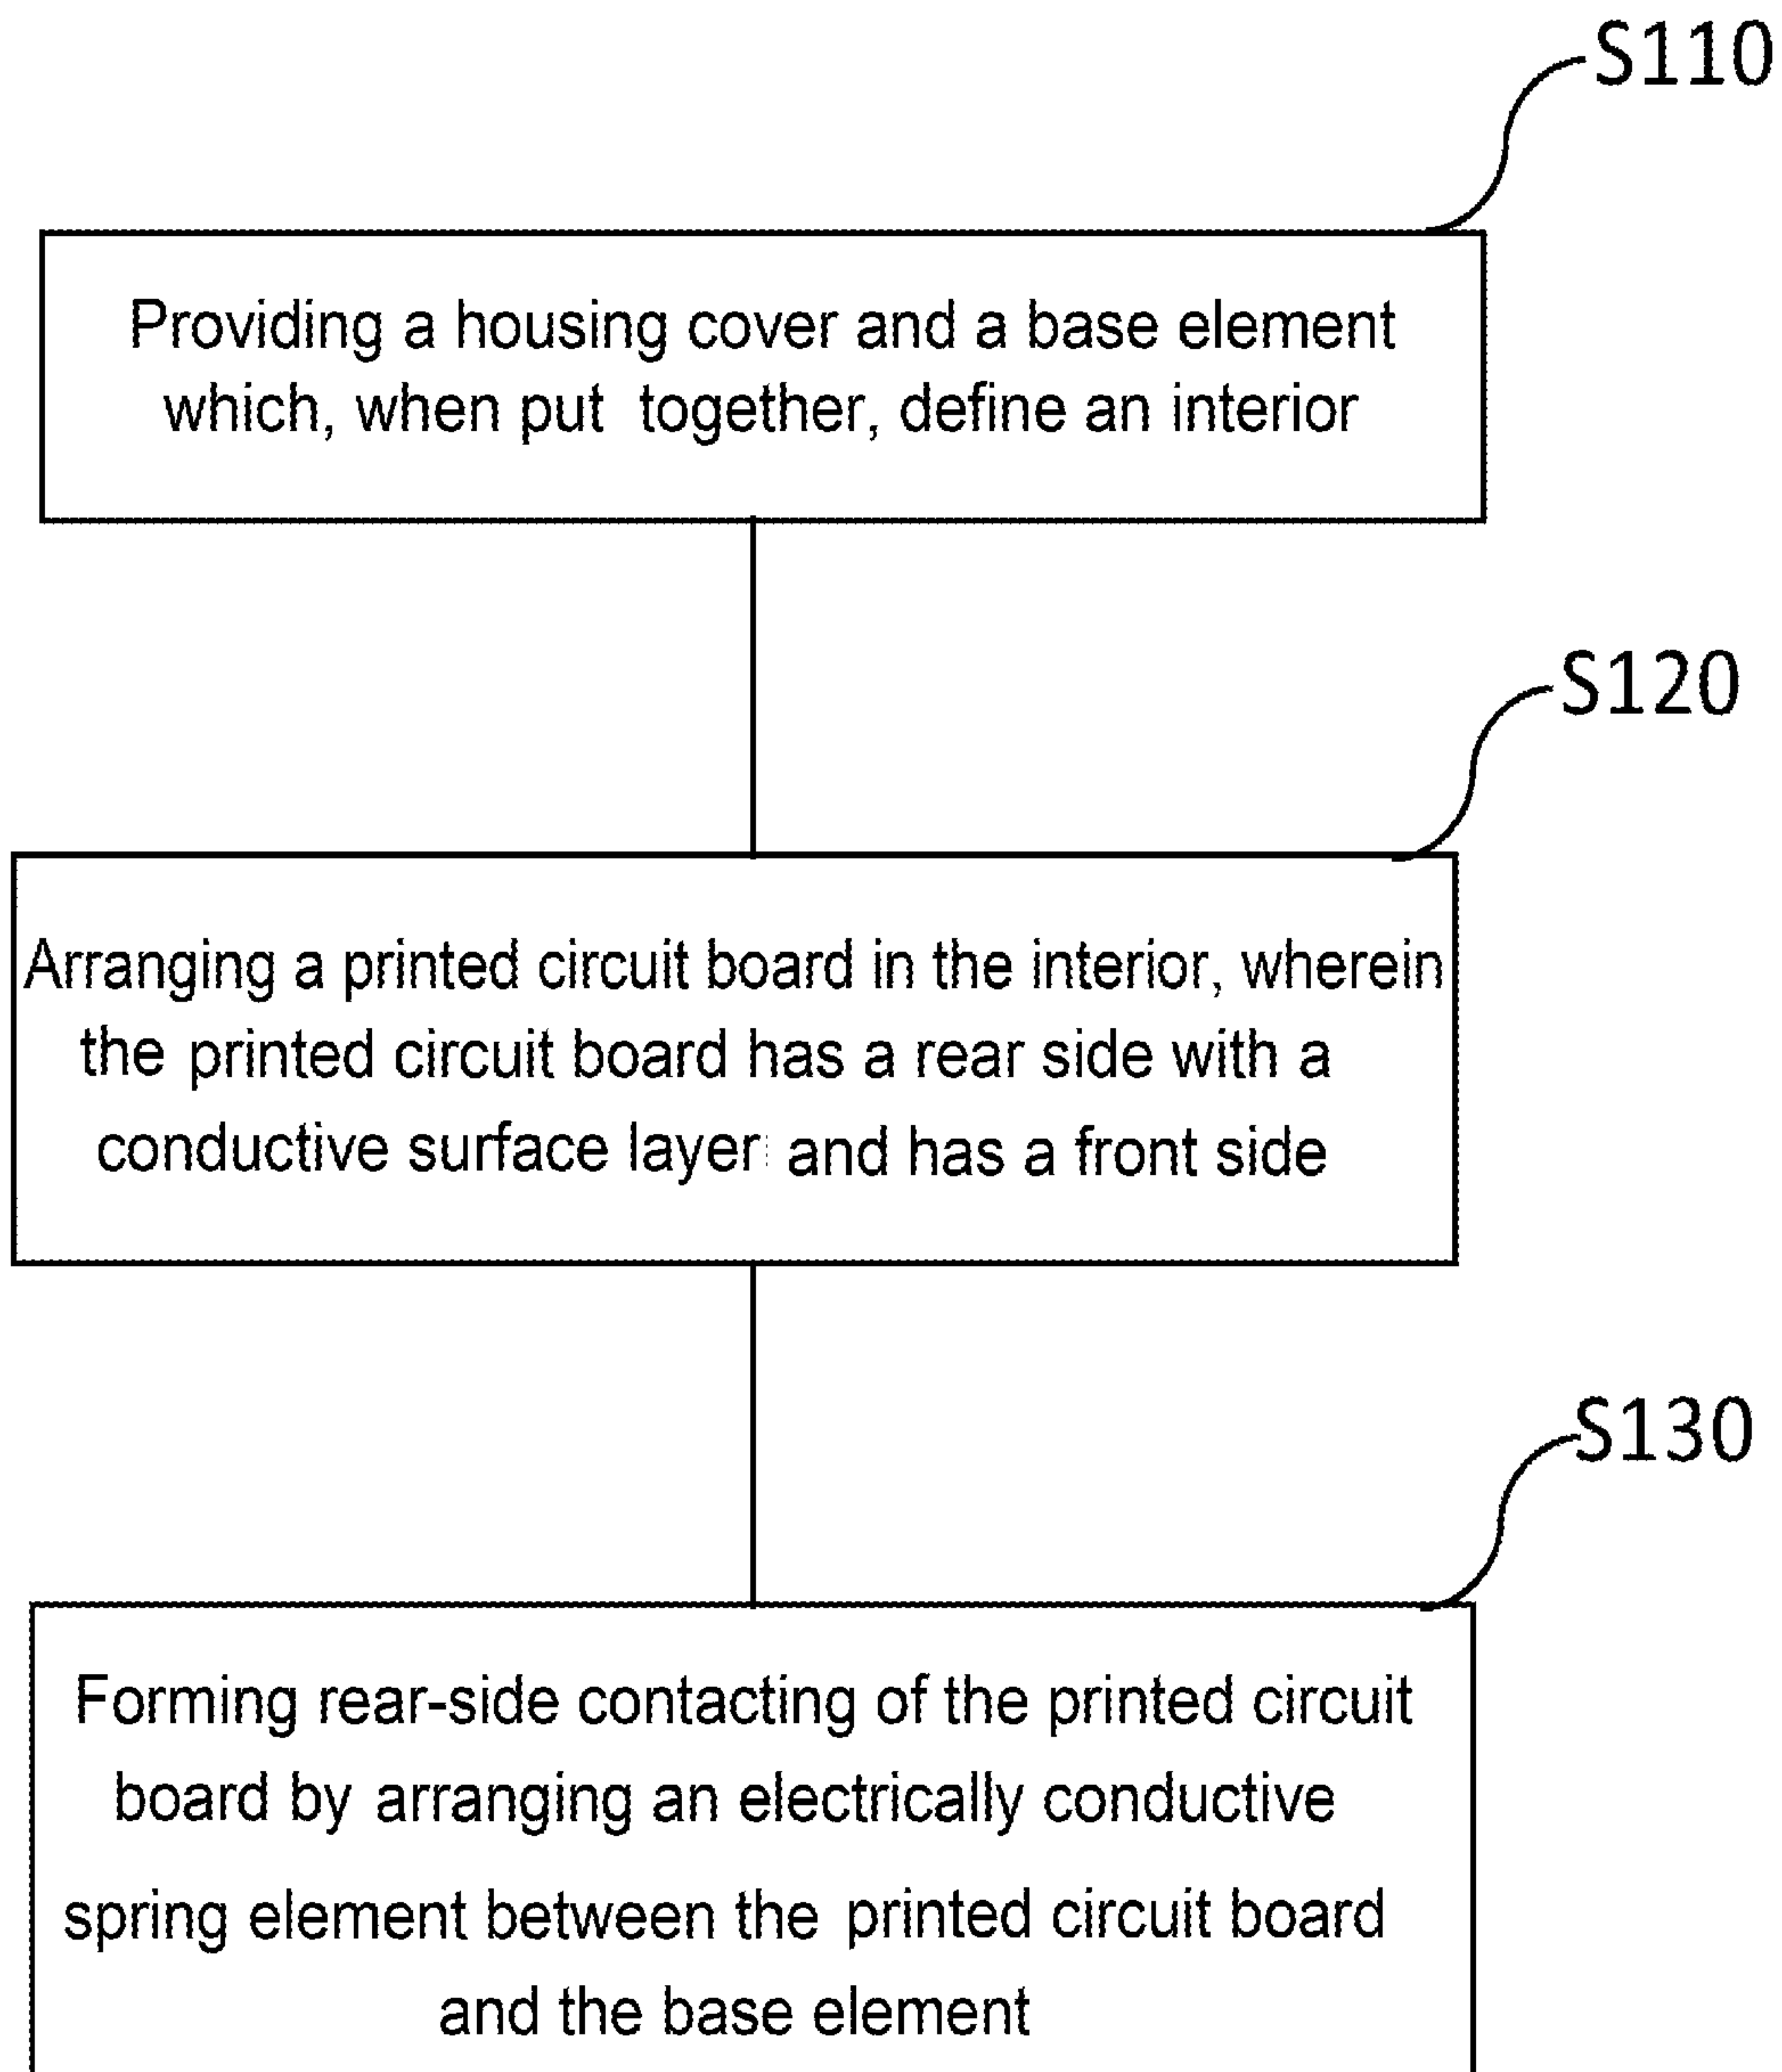 S110
Providing a housing cover and a base element
which, when put together, define an interior
S120
Arranging a printed circuit board in the interior, wherein
the printed circuit board has a rear side with a
conductive surface layer and has a front side
S130
Forming rear-side contacting of the printed circuit
board by arranging an electrically conductive
spring element between the printed circuit board
and the base element